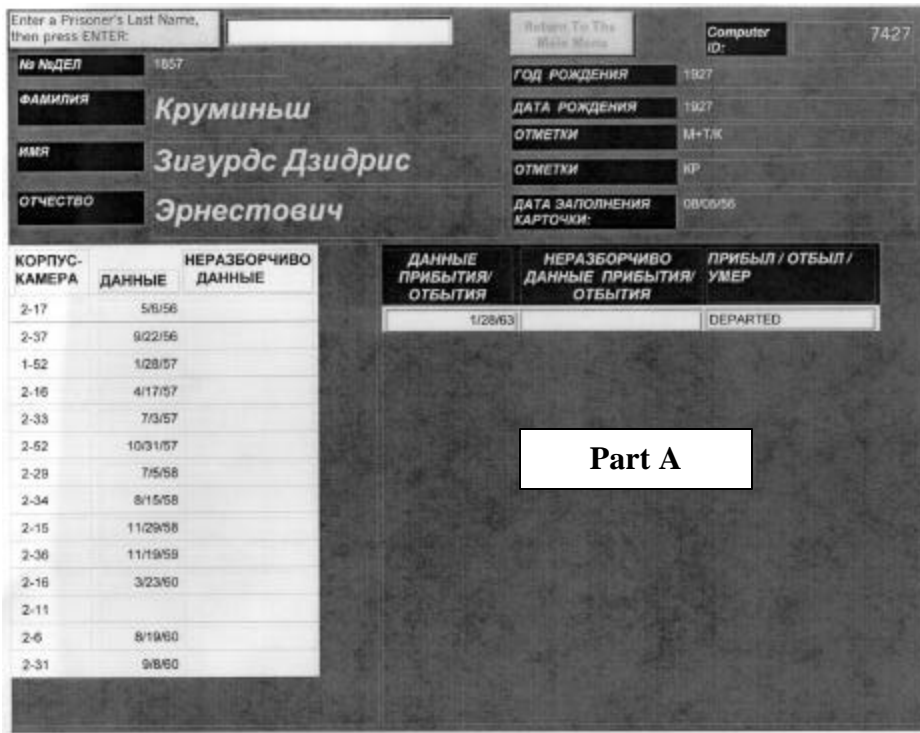 Enter a Prisoner's Last Name,
then press ENTER:
Return To The
Main Menu
Computer
ID:
7427
№ №ДЕЛ 1857
ФАМИЛИЯ Круминьш
ИМЯ Зигурдс Дзидрис
ОТЧЕСТВО Эрнестович
ГОД РОЖДЕНИЯ 1927
ДАТА РОЖДЕНИЯ 1927
ОТМЕТКИ М+Т/К
ОТМЕТКИ КР
ДАТА ЗАПОЛНЕНИЯ
КАРТОЧКИ:
КОРПУС-
КАМЕРА
ДАННЫЕ
НЕРАЗБОРЧИВО
ДАННЫЕ
2-17 5/6/56
2-37 9/22/56
1-52 1/28/57
2-16 4/17/57
2-33 7/3/57
2-52 10/31/57
7/5/58
2-34 8/15/58
2-15 11/29/58
2-36 11/19/59
2-16 3/23/60
2-11
2-6 8/19/60
2-31 9/8/60
ДАННЫЕ
ПРИБЫТИЯ/
ОТБЫТИЯ
НЕРАЗБОРЧИВО
ДАННЫЕ ПРИБЫТИЯ/
ОТБЫТИЯ
ПРИБЫЛ / ОТБЫЛ /
УМЕР
1/28/63 DEPARTED
Part A